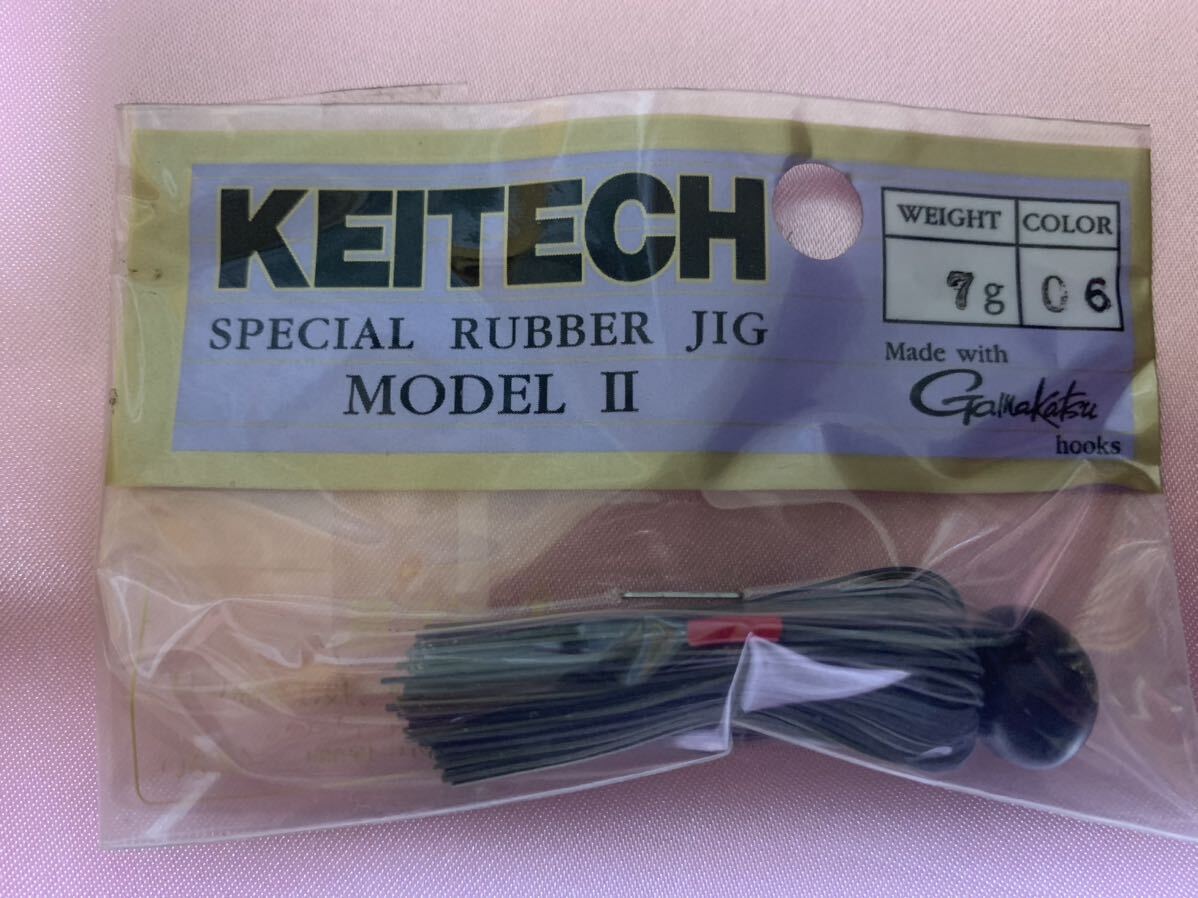 KEITECH
SPECIAL RUBBER JIG
MODEL II
WEIGHT COLOR
7g 06
Made with
Gamakatsu
hooks